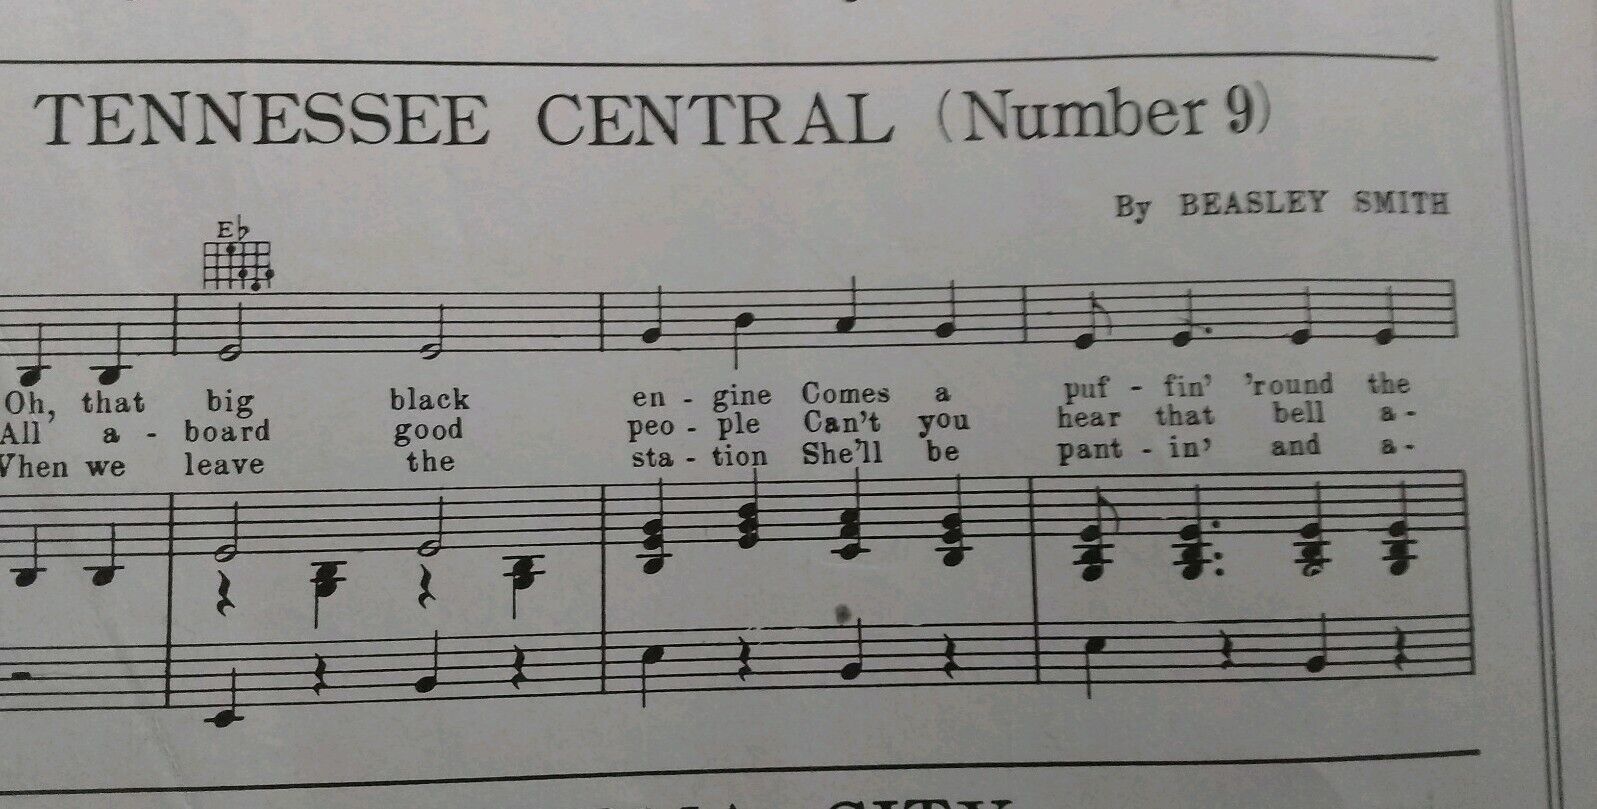 TENNESSEE CENTRAL (Number 9)
By BEASLEY SMITH
E♭
Oh, that big black en - gine Comes a puf - fin' 'round the
All a - board good peo - ple Can't you hear that bell a -
When we leave the sta - tion She'll be pant - in' and a -
CITY